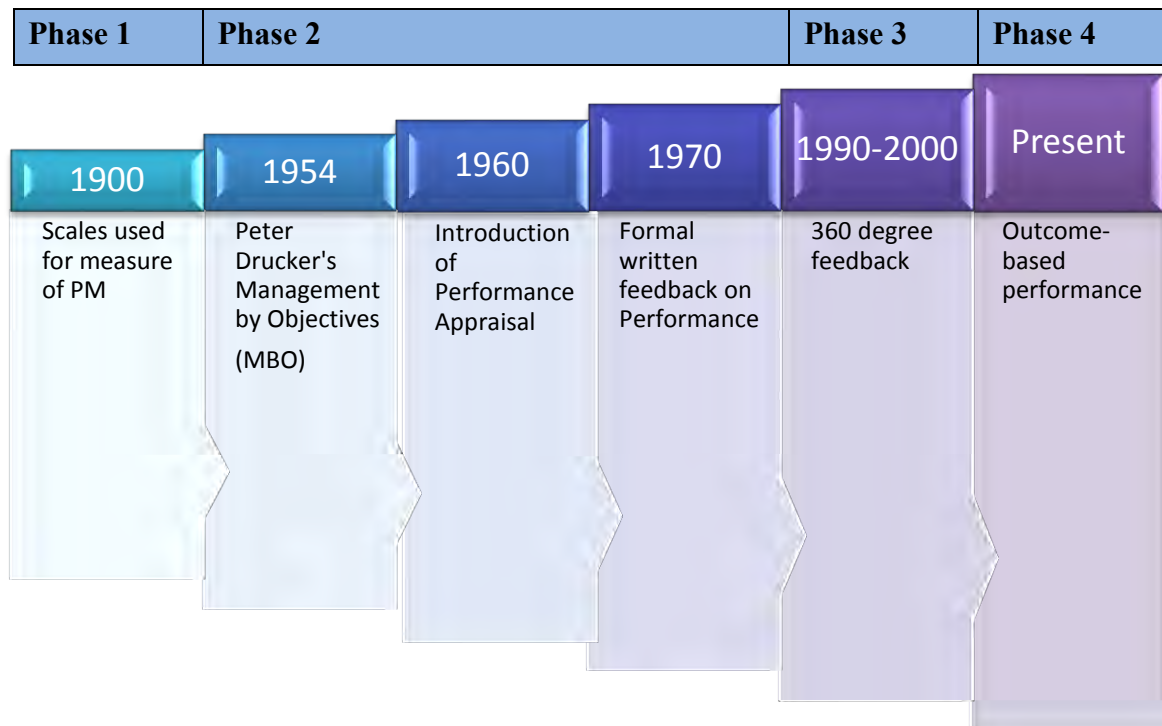 Phase 1
Phase 2
Phase 3
Phase 4
1900
Scales used
for measure
of PM
1954
Peter
Drucker's
Management
by Objectives
(MBO)
1960
Introduction
of
Performance
Appraisal
1970
Formal
written
feedback on
Performance
1990-2000
360 degree
feedback
Present
Outcome-
based
performance